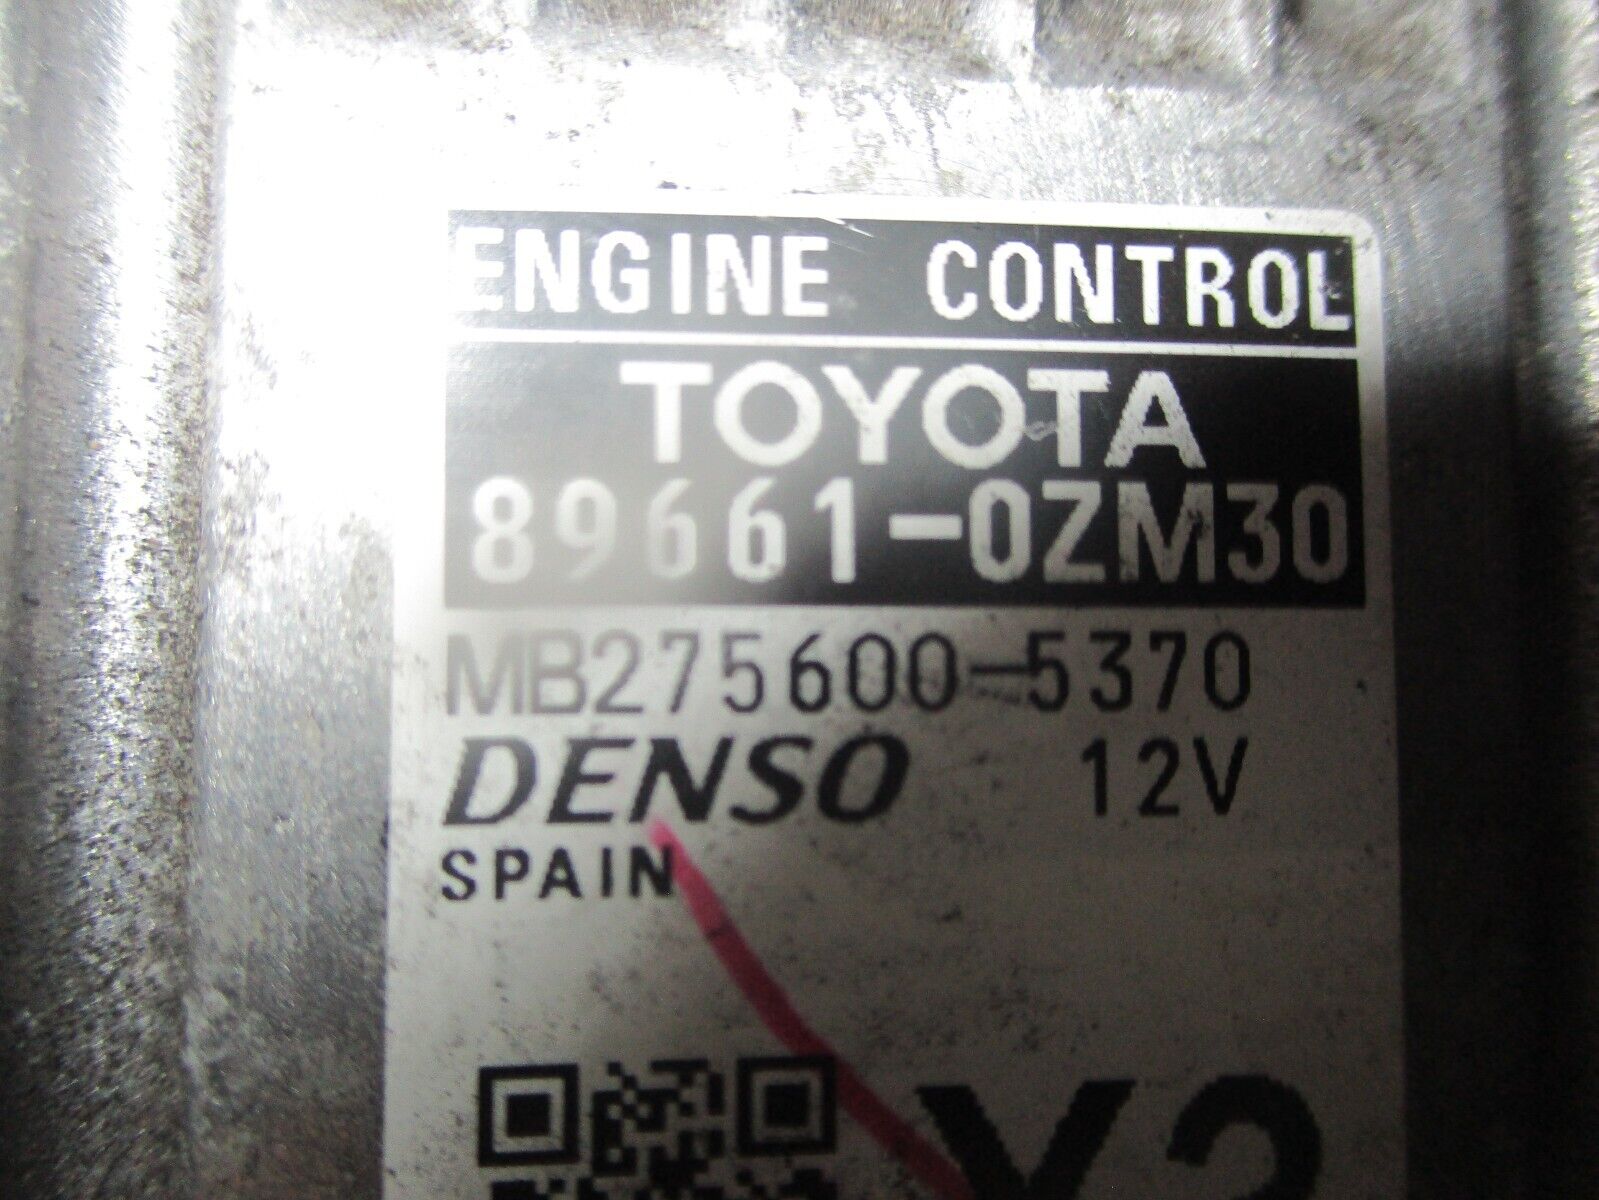 ENGINE CONTROL
TOYOTA
89661-0ZM30
MB275600-5370
DENSO 12V
SPAIN